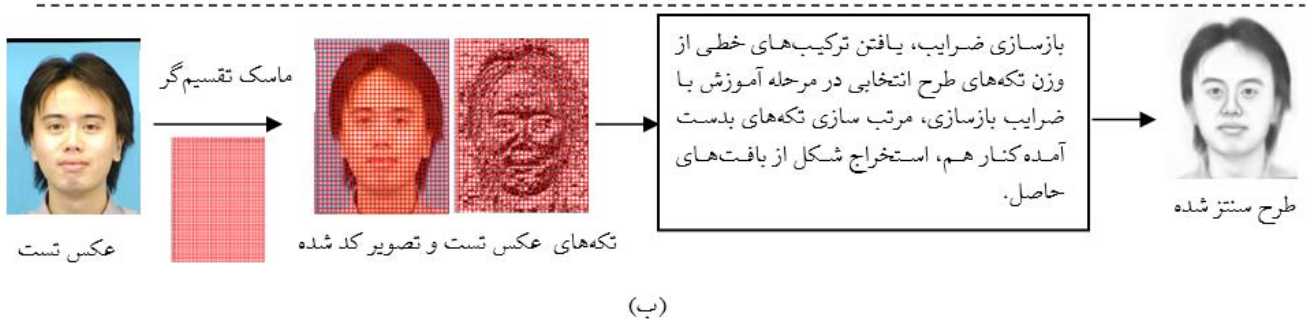 ماسک تقسیم‌گر
عکس تست
تکه‌های عکس تست و تصویر کد شده
بازسازی ضرایب، یافتن ترکیب‌های خطی از
وزن تکه‌های طرح انتخابی در مرحله آموزش با
ضرایب بازسازی، مرتب سازی تکه‌های بدست
آمده کنار هم، استخراج شکل از بافت‌های
حاصل.
طرح سنتز شده
(ب)